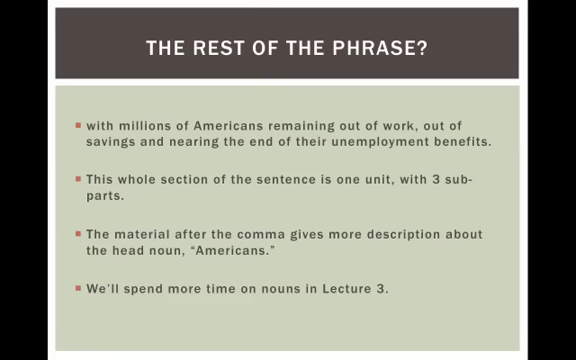 THE REST OF THE PHRASE?
with millions of Americans remaining out of work, out of
savings and nearing the end of their unemployment benefits.
This whole section of the sentence is one unit, with 3 sub-
parts.
The material after the comma gives more description about
the head noun, “Americans.”
We’ll spend more time on nouns in Lecture 3.